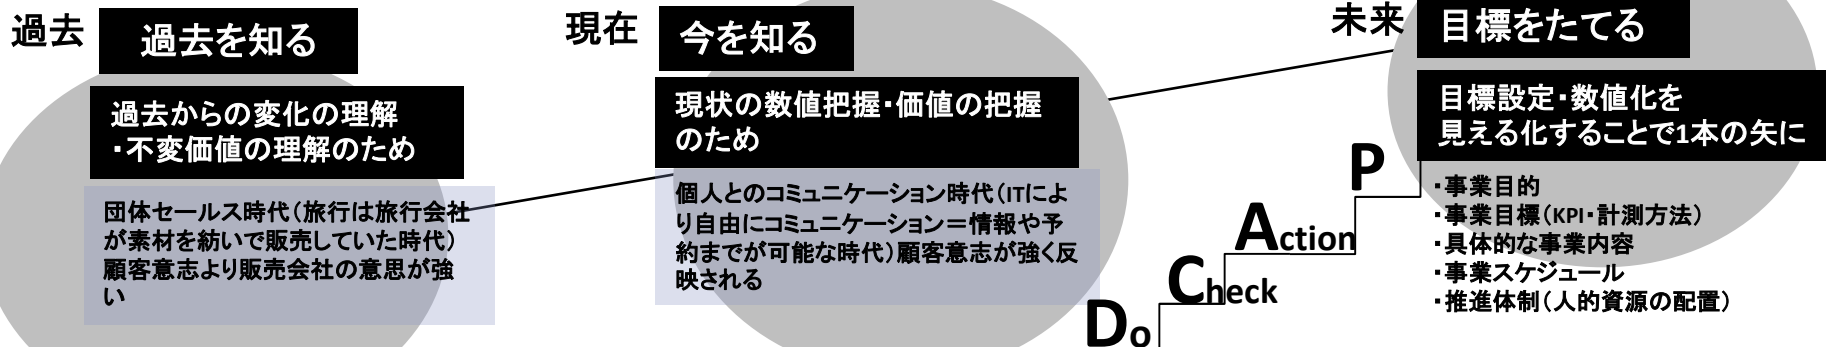 過去
過去を知る
過去からの変化の理解
・不変価値の理解のため
団体セールス時代（旅行は旅行会社
が素材を紡いで販売していた時代）
顧客意志より販売会社の意思が強
い
現在
今を知る
現状の数値把握・価値の把握
のため
個人とのコミュニケーション時代（ITによ
り自由にコミュニケーション＝情報や予
約までが可能な時代）顧客意志が強く反
映される
未来
目標をたてる
目標設定・数値化を
見える化することで1本の矢に
・事業目的
・事業目標（KPI・計測方法）
・具体的な事業内容
・事業スケジュール
・推進体制（人的資源の配置）
P
Action
Check
Do